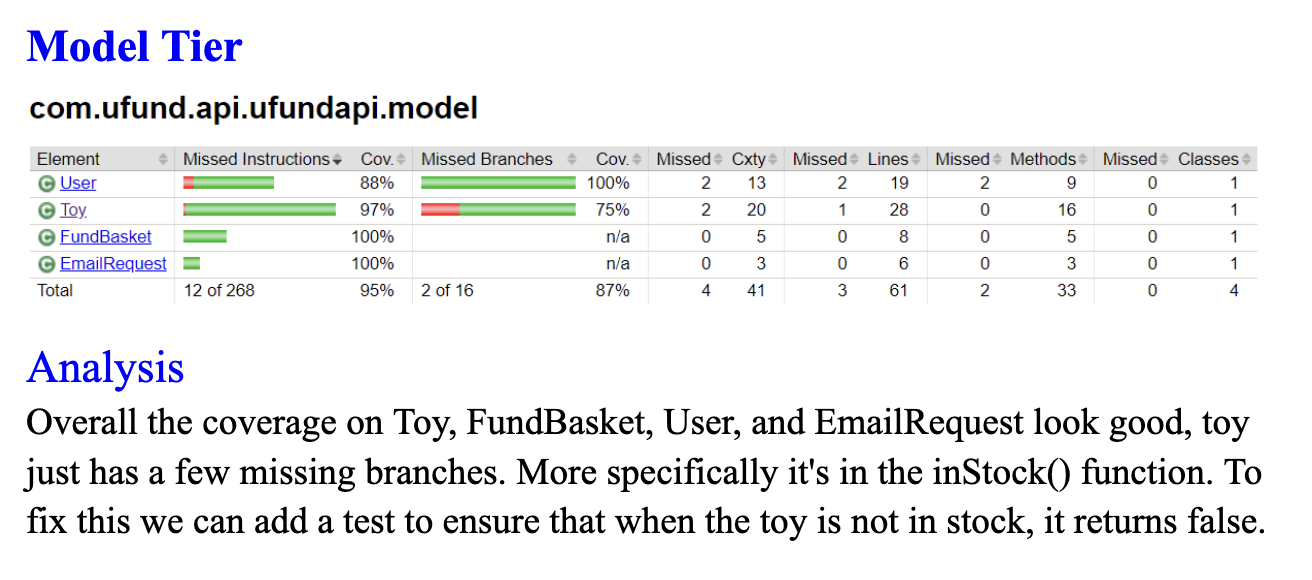 Model Tier
com.ufund.api.ufundapi.model
Element Missed Instructions Cov. Missed Branches Cov. Missed Cxty Missed Lines Missed Methods Missed Classes
User 88% 100% 2 13 2 19 2 9 0 1
Toy 97% 75% 2 20 1 28 0 16 0 1
FundBasket 100% n/a 0 5 0 8 0 5 0 1
EmailRequest 100% n/a 0 3 0 6 0 3 0 1
Total 12 of 268 95% 2 of 16 87% 4 41 3 61 2 33 0 4
Analysis
Overall the coverage on Toy, FundBasket, User, and EmailRequest look good, toy
just has a few missing branches. More specifically it's in the inStock() function. To
fix this we can add a test to ensure that when the toy is not in stock, it returns false.